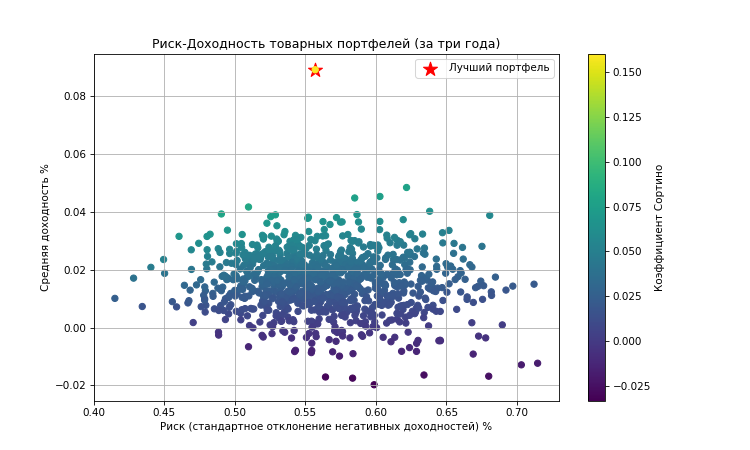 Риск-Доходность товарных портфелей (за три года)
Лучший портфель
Средняя доходность %
0.08
0.06
0.04
0.02
0.00
−0.02
0.40 0.45 0.50 0.55 0.60 0.65 0.70
Риск (стандартное отклонение негативных доходностей) %
0.150
0.125
0.100
0.075
0.050
0.025
0.000
−0.025
Коэффициент Сортино